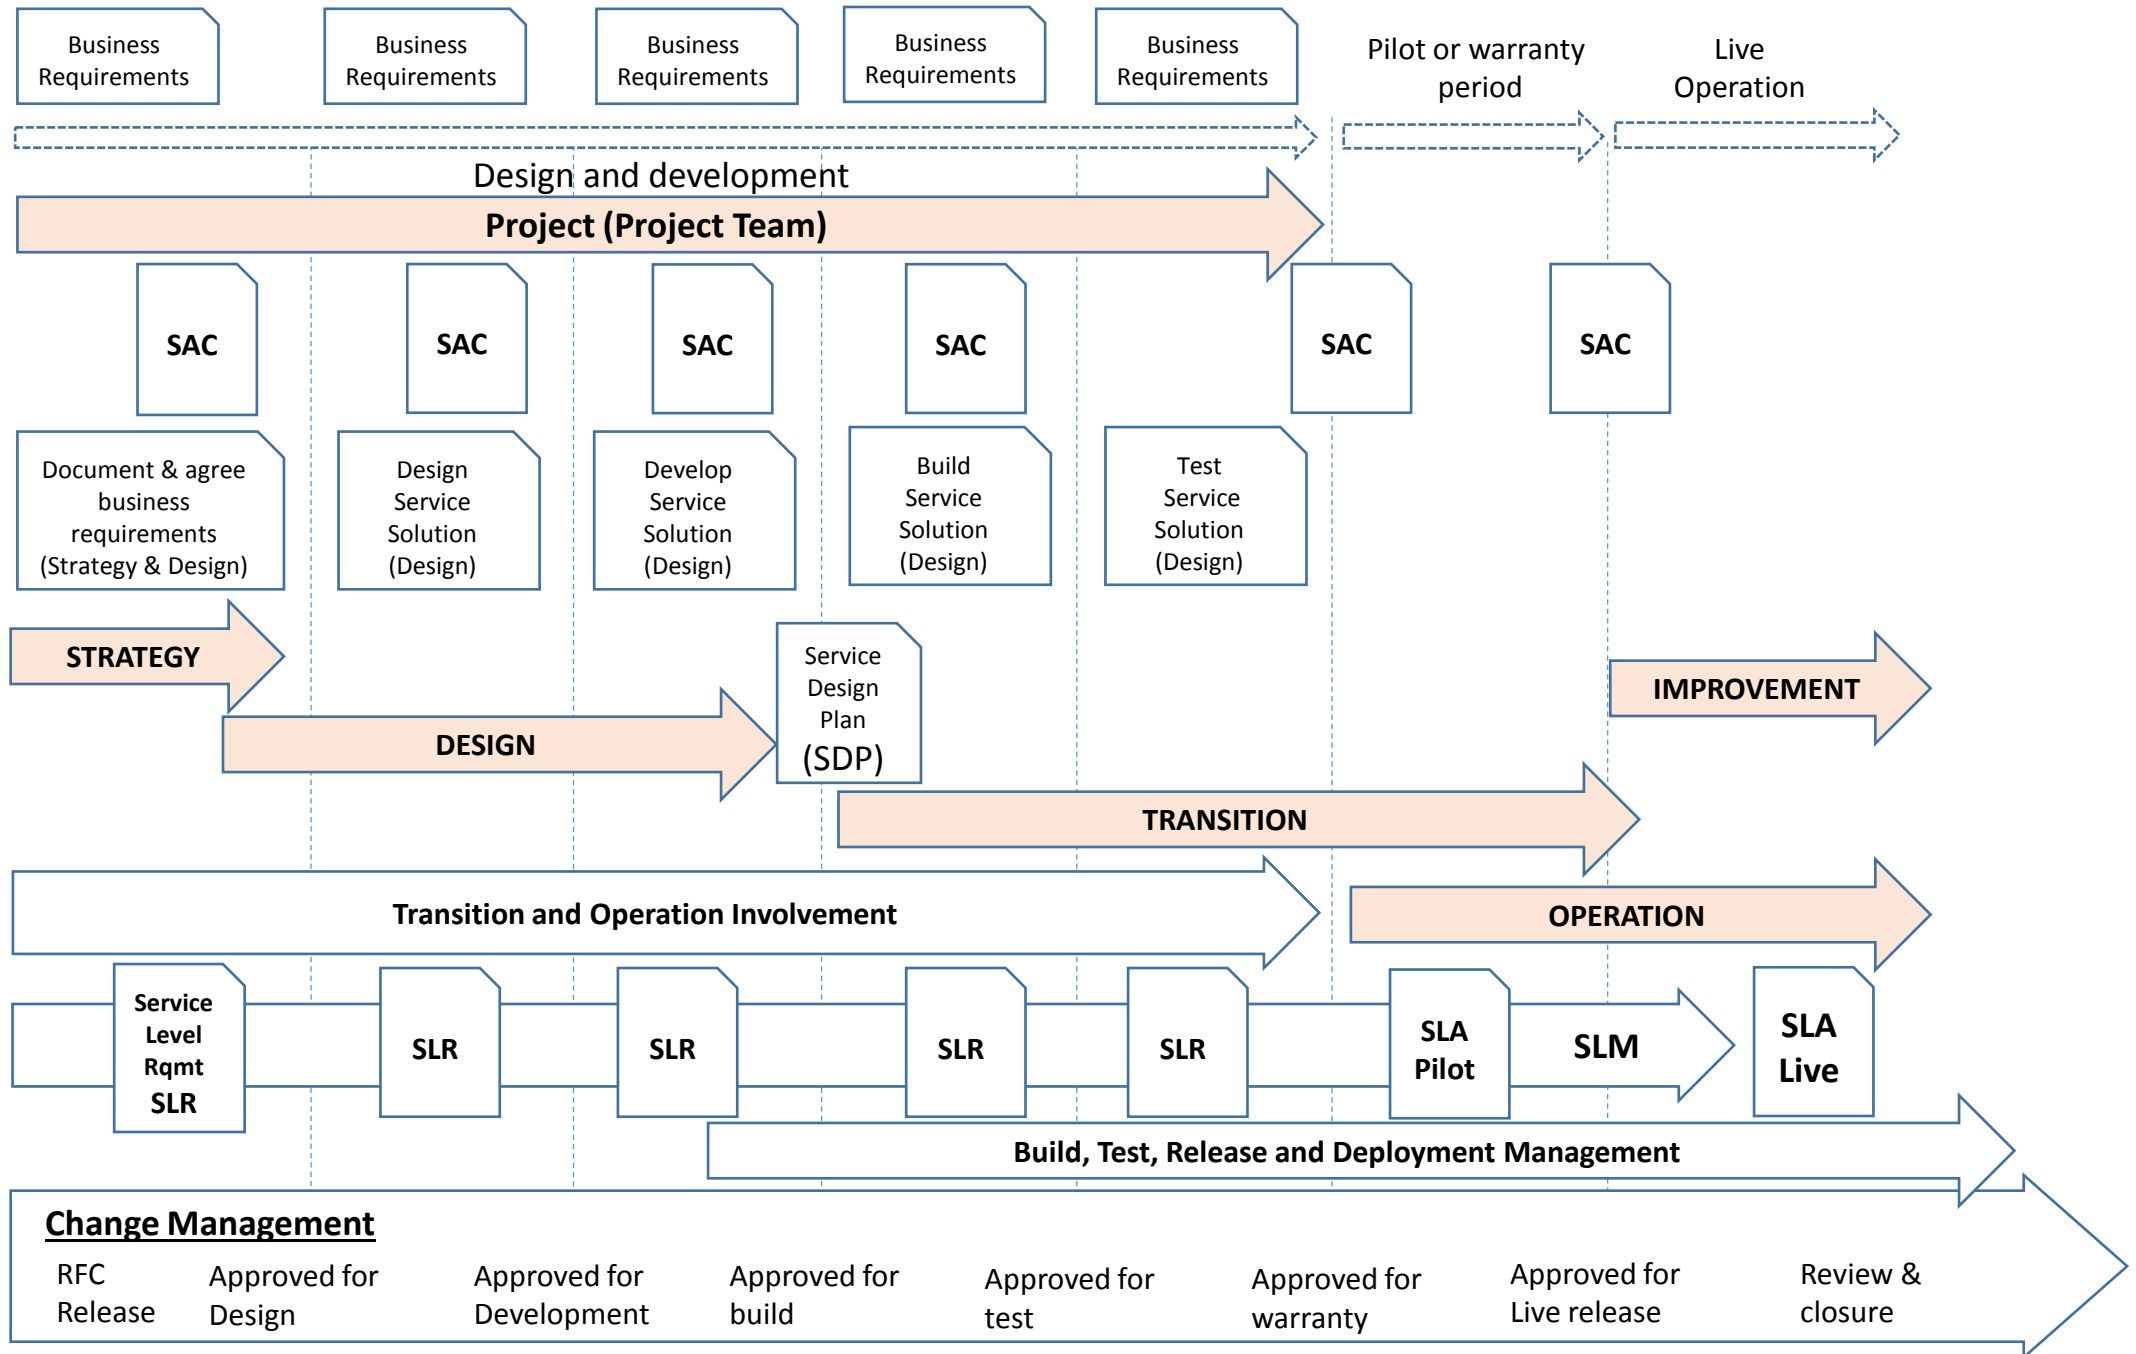 Business
Requirements
Business
Requirements
Business
Requirements
Business
Requirements
Business
Requirements
Pilot or warranty
period
Live
Operation
Design and development
Project (Project Team)
SAC
SAC
SAC
SAC
SAC
SAC
Document & agree
business
requirements
(Strategy & Design)
Design
Service
Solution
(Design)
Develop
Service
Solution
(Design)
Build
Service
Solution
(Design)
Test
Service
Solution
(Design)
STRATEGY
Service
Design
Plan
(SDP)
IMPROVEMENT
DESIGN
TRANSITION
Transition and Operation Involvement
OPERATION
Service
Level
Rqmt
SLR
SLR
SLR
SLR
SLR
SLA
Pilot
SLM
SLA
Live
Build, Test, Release and Deployment Management
Change Management
RFC
Release
Approved for
Design
Approved for
Development
Approved for
build
Approved for
test
Approved for
warranty
Approved for
Live release
Review &
closure